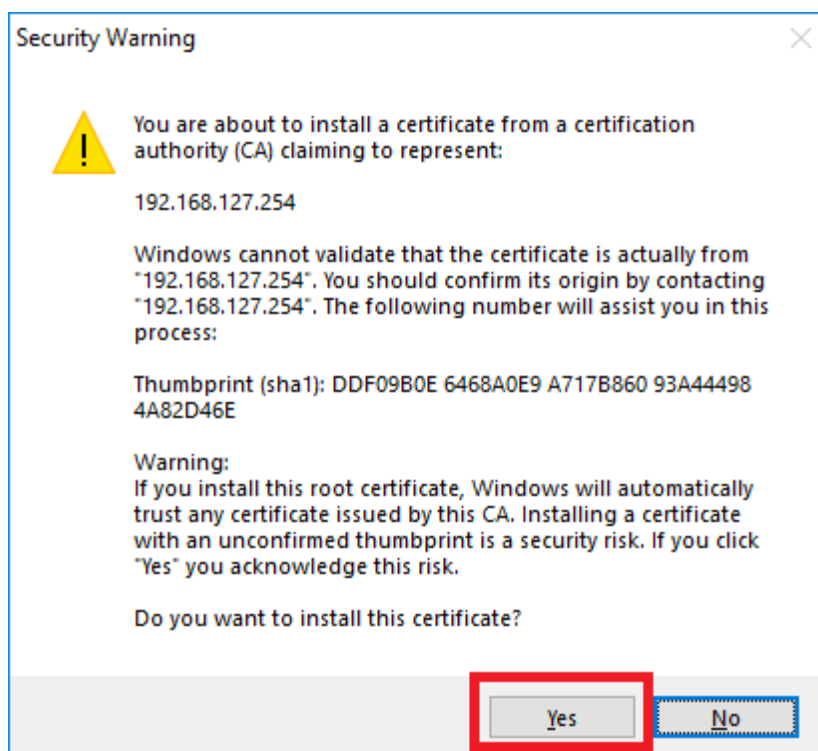 Security Warning
You are about to install a certificate from a certification
authority (CA) claiming to represent:
192.168.127.254
Windows cannot validate that the certificate is actually from
"192.168.127.254". You should confirm its origin by contacting
"192.168.127.254". The following number will assist you in this
process:
Thumbprint (sha1): DDF09B0E 6468A0E9 A717B860 93A44498
4A82D46E
Warning:
If you install this root certificate, Windows will automatically
trust any certificate issued by this CA. Installing a certificate
with an unconfirmed thumbprint is a security risk. If you click
"Yes" you acknowledge this risk.
Do you want to install this certificate?
Yes
No